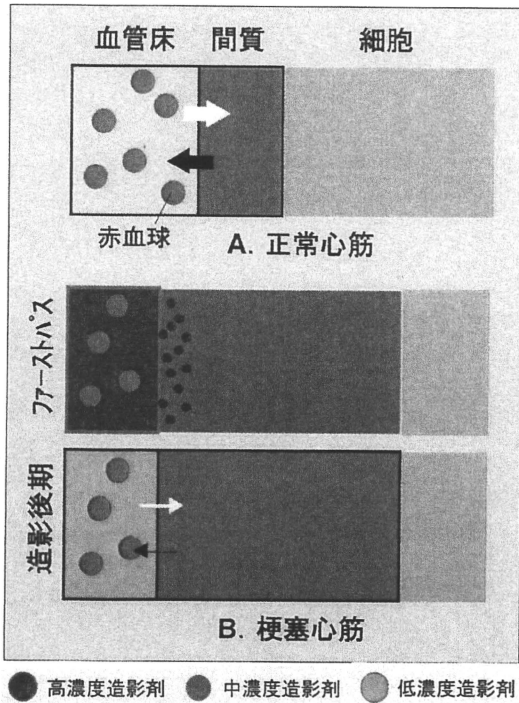 血管床 間質 細胞
赤血球
A. 正常心筋
ファーストパス
造影後期
B. 梗塞心筋
高濃度造影剤 中濃度造影剤 低濃度造影剤